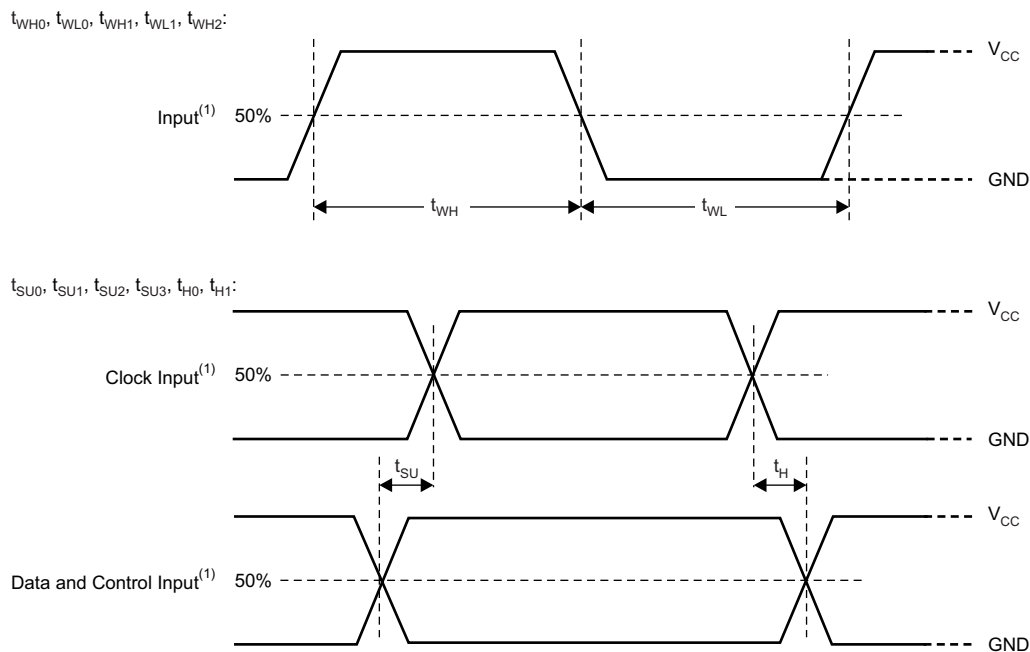 tWH0, tWL0, tWH1, tWL1, tWH2:
VCC
Input(1) 50%
GND
tWH tWL
tSU0, tSU1, tSU2, tSU3, tH0, tH1:
VCC
Clock Input(1) 50%
GND
tSU tH
VCC
Data and Control Input(1) 50%
GND